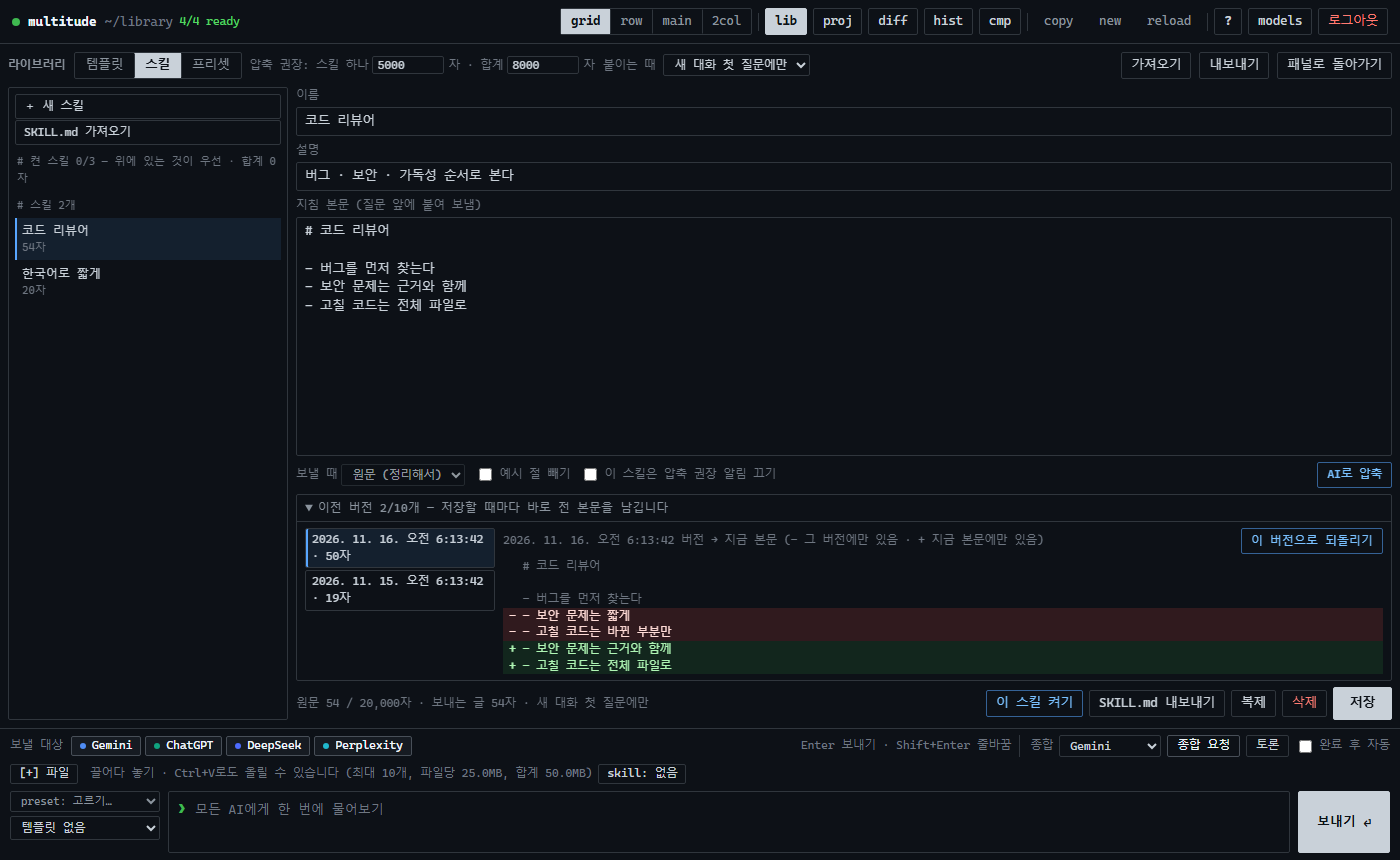 multitude ~/library 4/4 ready
grid row main 2col lib proj diff hist cmp copy new reload ? models 로그아웃
라이브러리 템플릿 스킬 프리셋 압축 권장: 스킬 하나 5000 자 · 합계 8000 자 붙이는 때 새 대화 첫 질문에만 가져오기 내보내기 패널로 돌아가기
+ 새 스킬
SKILL.md 가져오기
# 켠 스킬 0/3 — 위에 있는 것이 우선 · 합계 0
자
# 스킬 2개
코드 리뷰어
54자
한국어로 짧게
20자
이름
코드 리뷰어
설명
버그 · 보안 · 가독성 순서로 본다
지침 본문 (질문 앞에 붙여 보냄)
# 코드 리뷰어
– 버그를 먼저 찾는다
– 보안 문제는 근거와 함께
– 고칠 코드는 전체 파일로
보낼 때 원문 (정리해서) 예시 절 빼기 이 스킬은 압축 권장 알림 끄기 AI로 압축
▼ 이전 버전 2/10개 — 저장할 때마다 바로 전 본문을 남깁니다
2026. 11. 16. 오전 6:13:42
· 50자
2026. 11. 15. 오전 6:13:42
· 19자
2026. 11. 16. 오전 6:13:42 버전 → 지금 본문 (− 그 버전에만 있음 · + 지금 본문에만 있음) 이 버전으로 되돌리기
# 코드 리뷰어
– 버그를 먼저 찾는다
− – 보안 문제는 짧게
− – 고칠 코드는 바뀐 부분만
+ – 보안 문제는 근거와 함께
+ – 고칠 코드는 전체 파일로
원문 54 / 20,000자 · 보내는 글 54자 · 새 대화 첫 질문에만 이 스킬 켜기 SKILL.md 내보내기 복제 삭제 저장
보낼 대상 Gemini ChatGPT DeepSeek Perplexity Enter 보내기 · Shift+Enter 줄바꿈 종합 Gemini 종합 요청 토론 완료 후 자동
[+] 파일 끌어다 놓기 · Ctrl+V로도 올릴 수 있습니다 (최대 10개, 파일당 25.0MB, 합계 50.0MB) skill: 없음
preset: 고르기…
템플릿 없음
❯ 모든 AI에게 한 번에 물어보기
보내기 ↵